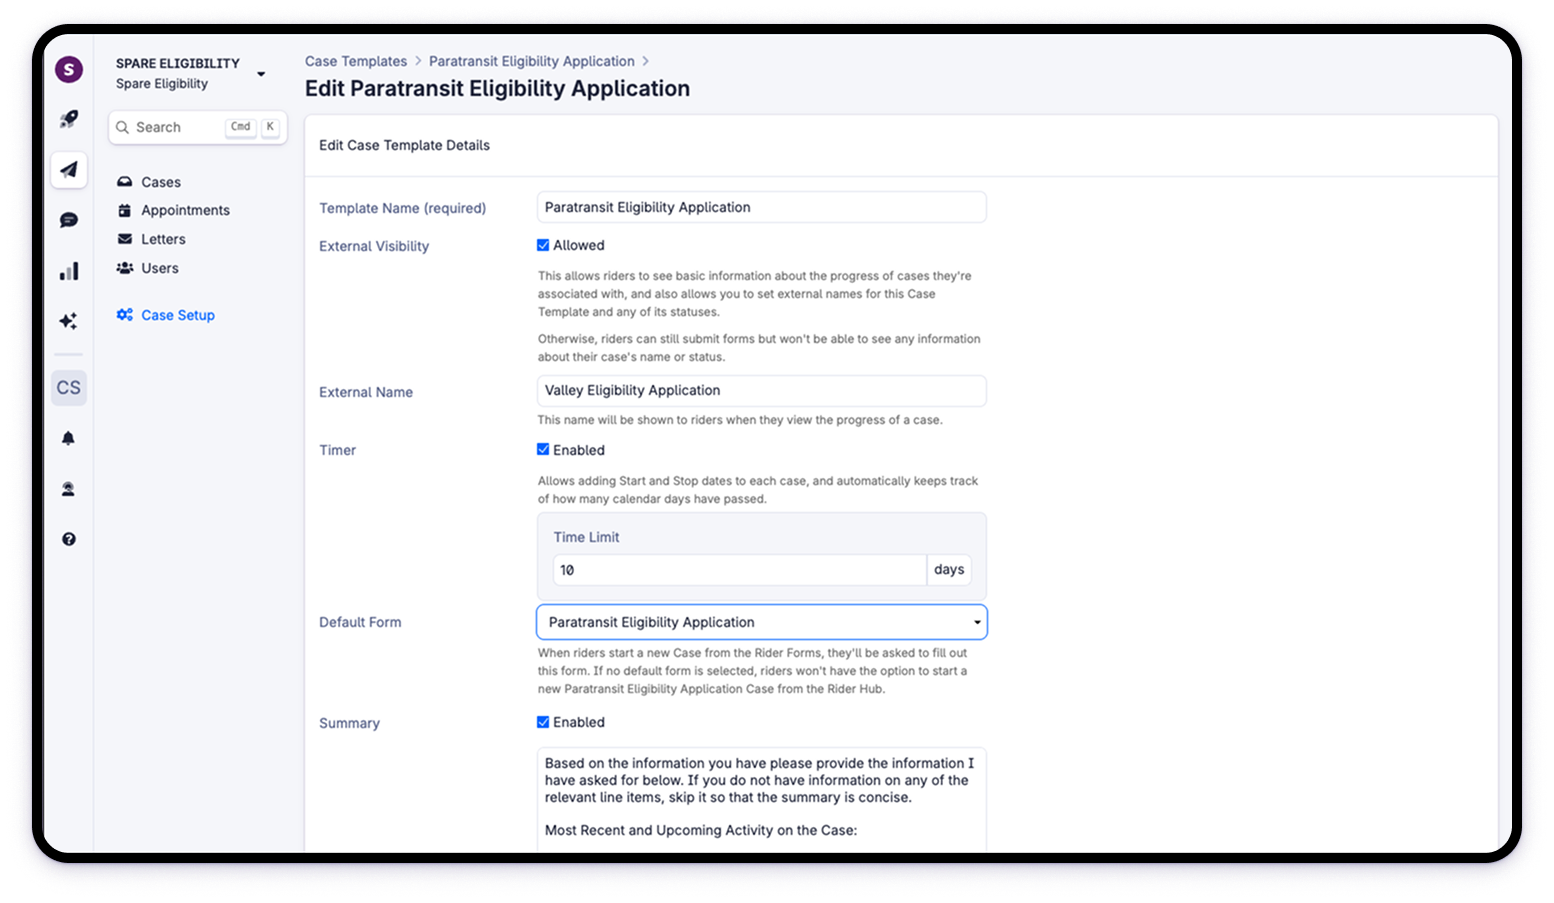 S
SPARE ELIGIBILITY
Spare Eligibility
Search Cmd K
Cases
Appointments
Letters
Users
Case Setup
CS
Case Templates > Paratransit Eligibility Application >
Edit Paratransit Eligibility Application
Edit Case Template Details
Template Name (required) Paratransit Eligibility Application
External Visibility Allowed
This allows riders to see basic information about the progress of cases they're
associated with, and also allows you to set external names for this Case
Template and any of its statuses.
Otherwise, riders can still submit forms but won't be able to see any information
about their case's name or status.
External Name Valley Eligibility Application
This name will be shown to riders when they view the progress of a case.
Timer Enabled
Allows adding Start and Stop dates to each case, and automatically keeps track
of how many calendar days have passed.
Time Limit
10 days
Default Form Paratransit Eligibility Application
When riders start a new Case from the Rider Forms, they'll be asked to fill out
this form. If no default form is selected, riders won't have the option to start a
new Paratransit Eligibility Application Case from the Rider Hub.
Summary Enabled
Based on the information you have please provide the information I
have asked for below. If you do not have information on any of the
relevant line items, skip it so that the summary is concise.
Most Recent and Upcoming Activity on the Case: